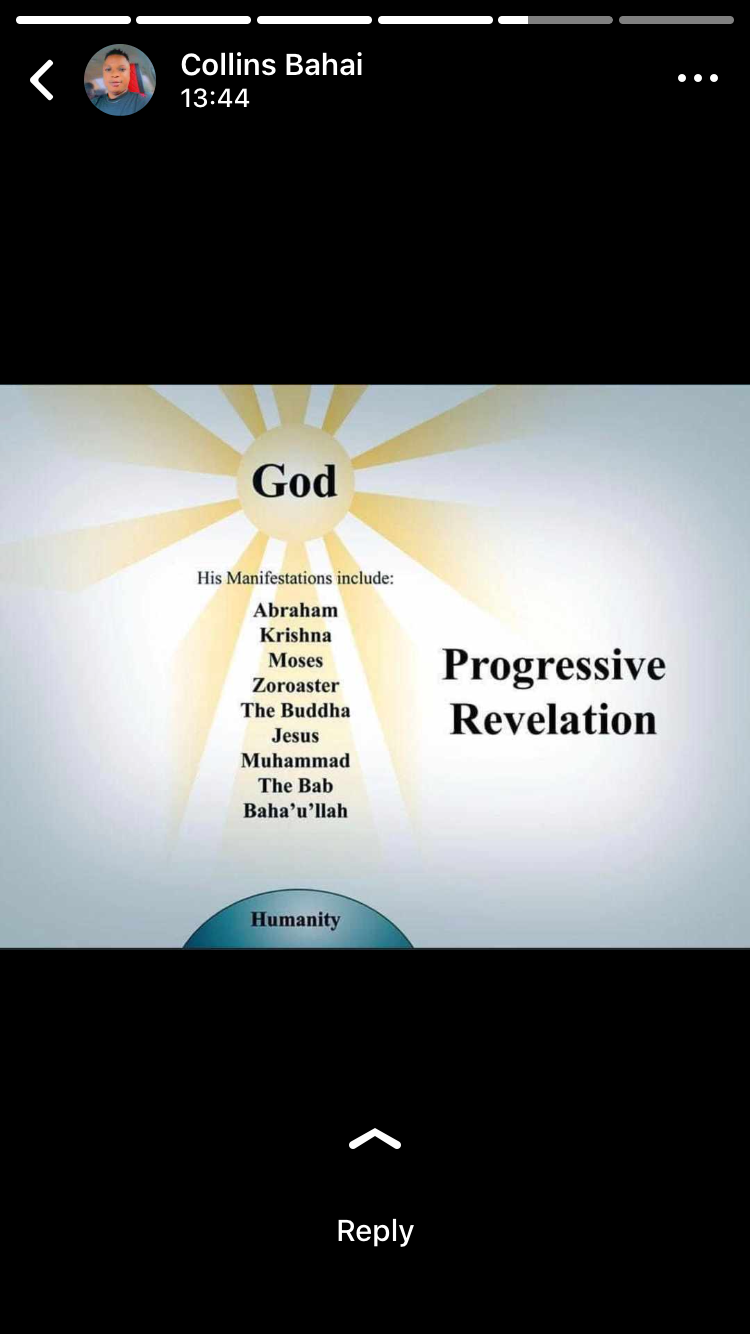 Collins Bahai
13:44
God
His Manifestations include:
Abraham
Krishna
Moses
Zoroaster
The Buddha
Jesus
Muhammad
The Bab
Baha’u’llah
Progressive
Revelation
Humanity
Reply